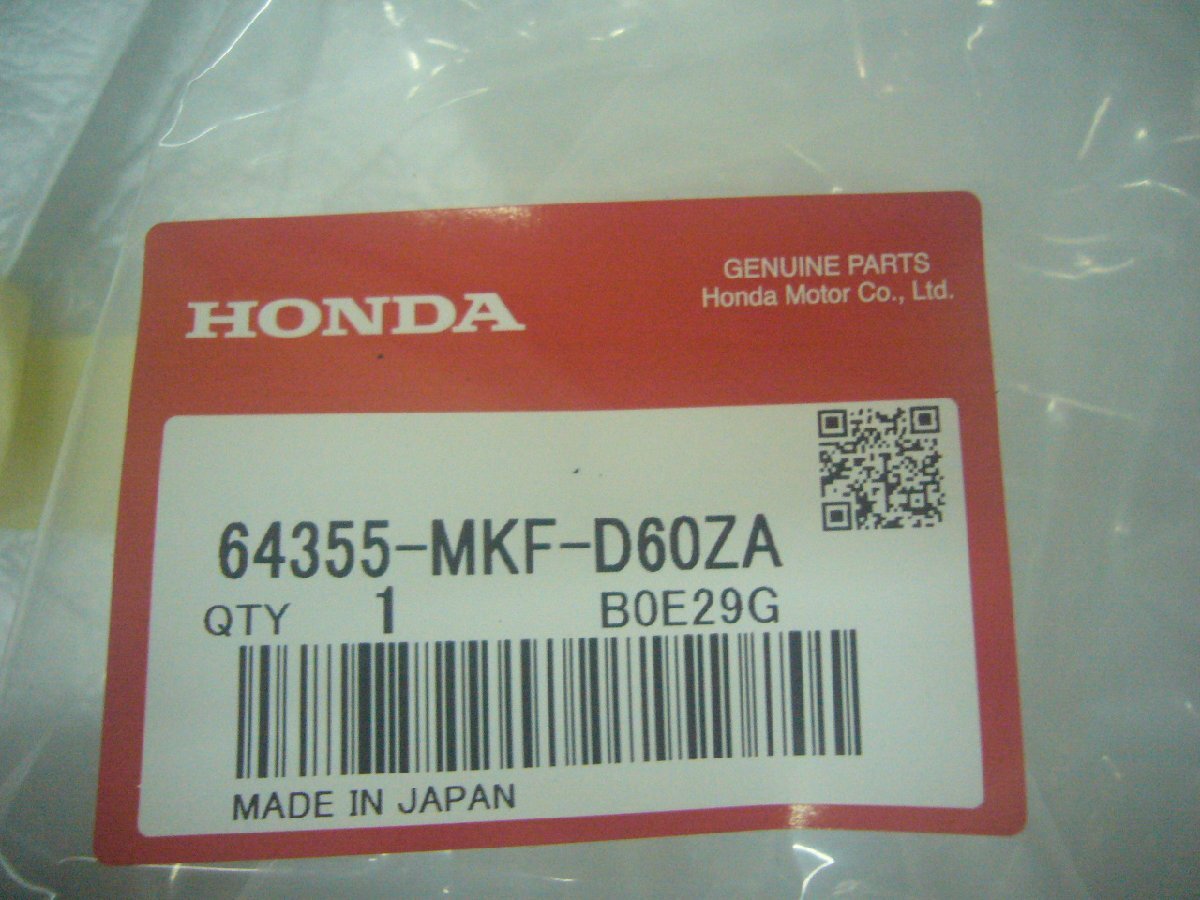 HONDA
GENUINE PARTS
Honda Motor Co., Ltd.
64355-MKF-D60ZA
QTY 1 B0E29G
MADE IN JAPAN